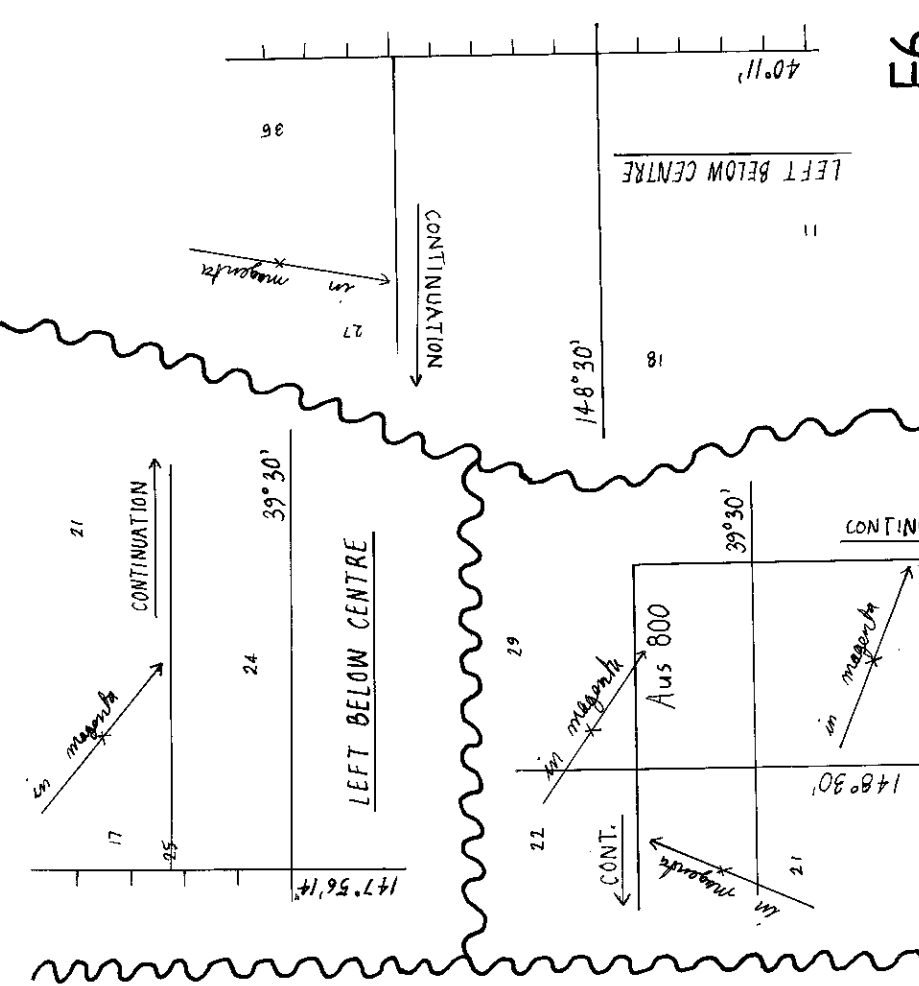 E6
40°11'
36
LEFT BELOW CENTRE
11
CONTINUATION
in magenta
27
148°30'
18
21
CONTINUATION
39°30'
LEFT BELOW CENTRE
24
in magenta
17
25
147°56'14"
39°30'
29
Aus 800
in magenta
in magenta
148°30'
22
CONT.
in magenta
21